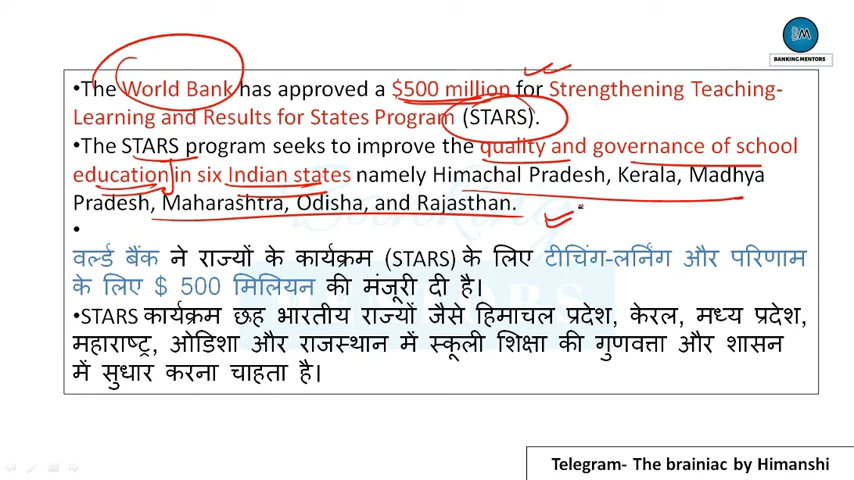 BM
BANKING MENTORS
•The World Bank has approved a $500 million for Strengthening Teaching-
Learning and Results for States Program (STARS).
•The STARS program seeks to improve the quality and governance of school
education in six Indian states namely Himachal Pradesh, Kerala, Madhya
Pradesh, Maharashtra, Odisha, and Rajasthan.
•
वर्ल्ड बैंक ने राज्यों के कार्यक्रम (STARS) के लिए टीचिंग-लर्निंग और परिणाम
के लिए $ 500 मिलियन की मंजूरी दी है।
•STARS कार्यक्रम छह भारतीय राज्यों जैसे हिमाचल प्रदेश, केरल, मध्य प्रदेश,
महाराष्ट्र, ओडिशा और राजस्थान में स्कूली शिक्षा की गुणवत्ता और शासन
में सुधार करना चाहता है।
Banking
MENTORS
Telegram- The brainiac by Himanshi